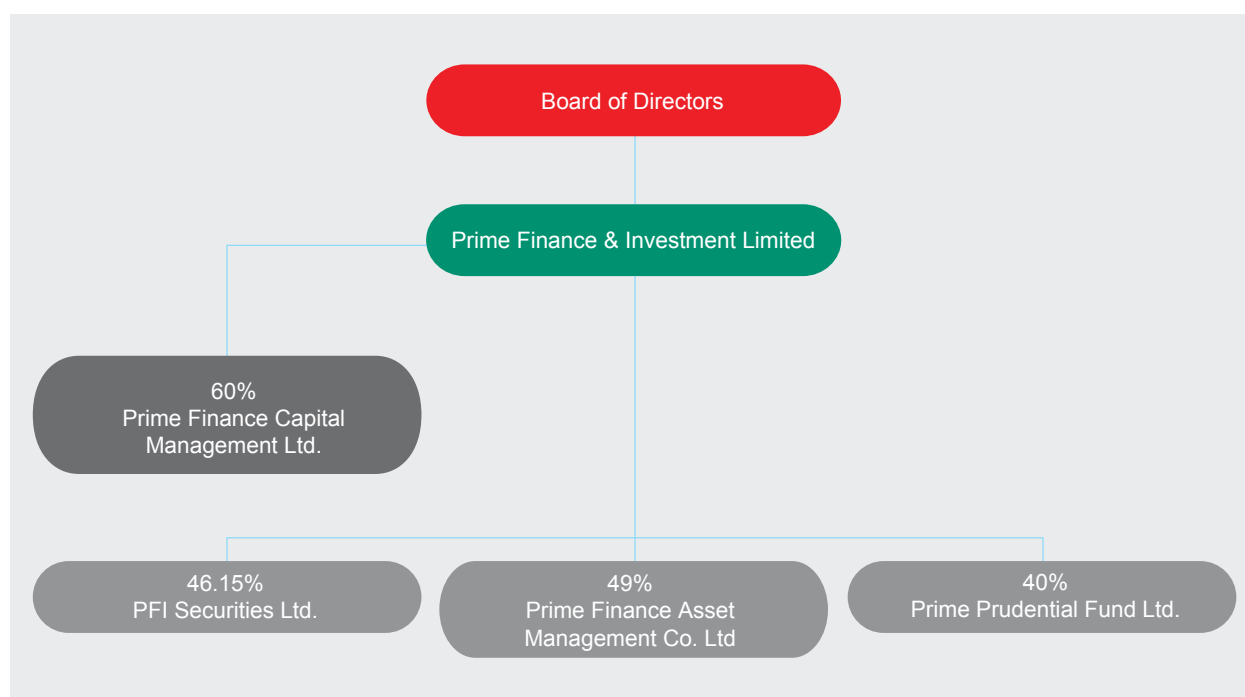 Board of Directors
Prime Finance & Investment Limited
60%
Prime Finance Capital
Management Ltd.
46.15%
PFI Securities Ltd.
49%
Prime Finance Asset
Management Co. Ltd
40%
Prime Prudential Fund Ltd.